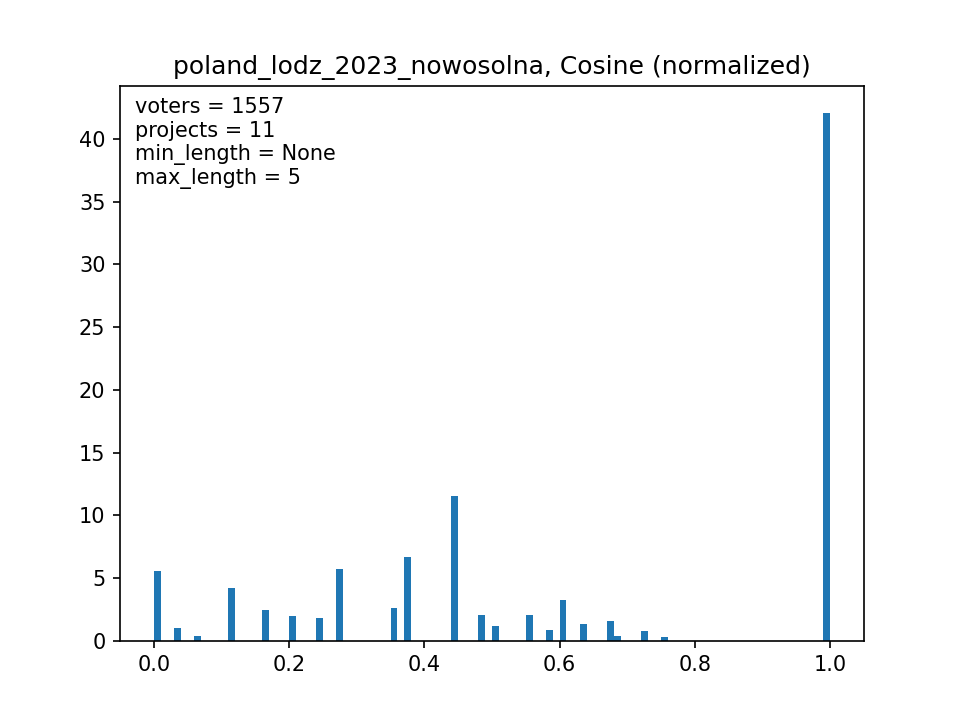 poland_lodz_2023_nowosolna, Cosine (normalized)
voters = 1557
projects = 11
min_length = None
max_length = 5
40
35
30
25
20
15
10
5
0
0.0 0.2 0.4 0.6 0.8 1.0